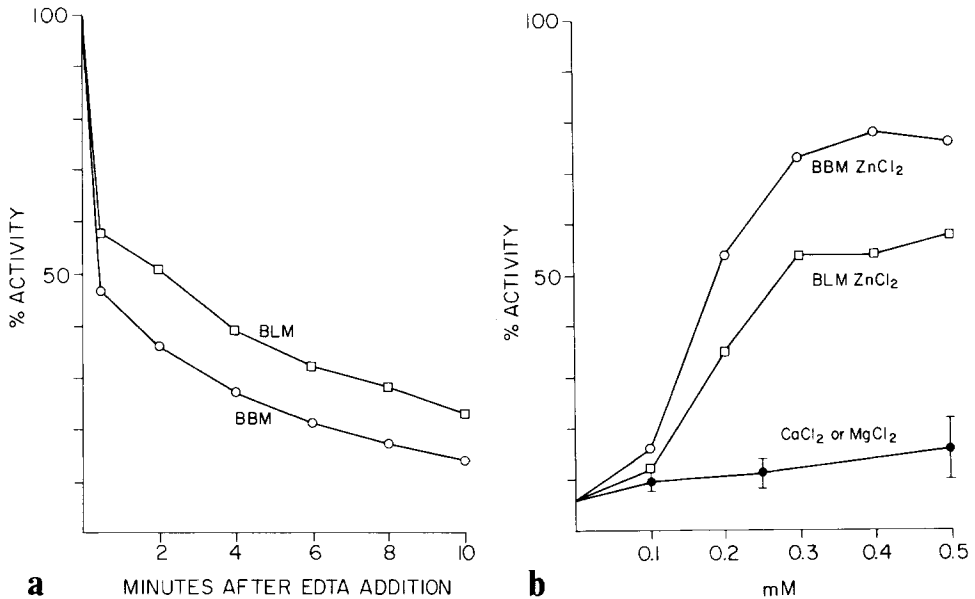 100
50
% ACTIVITY
BLM
BBM
2 4 6 8 10
a MINUTES AFTER EDTA ADDITION
100
50
% ACTIVITY
BBM ZnCl₂
BLM ZnCl₂
CaCl₂ or MgCl₂
0.1 0.2 0.3 0.4 0.5
b mM